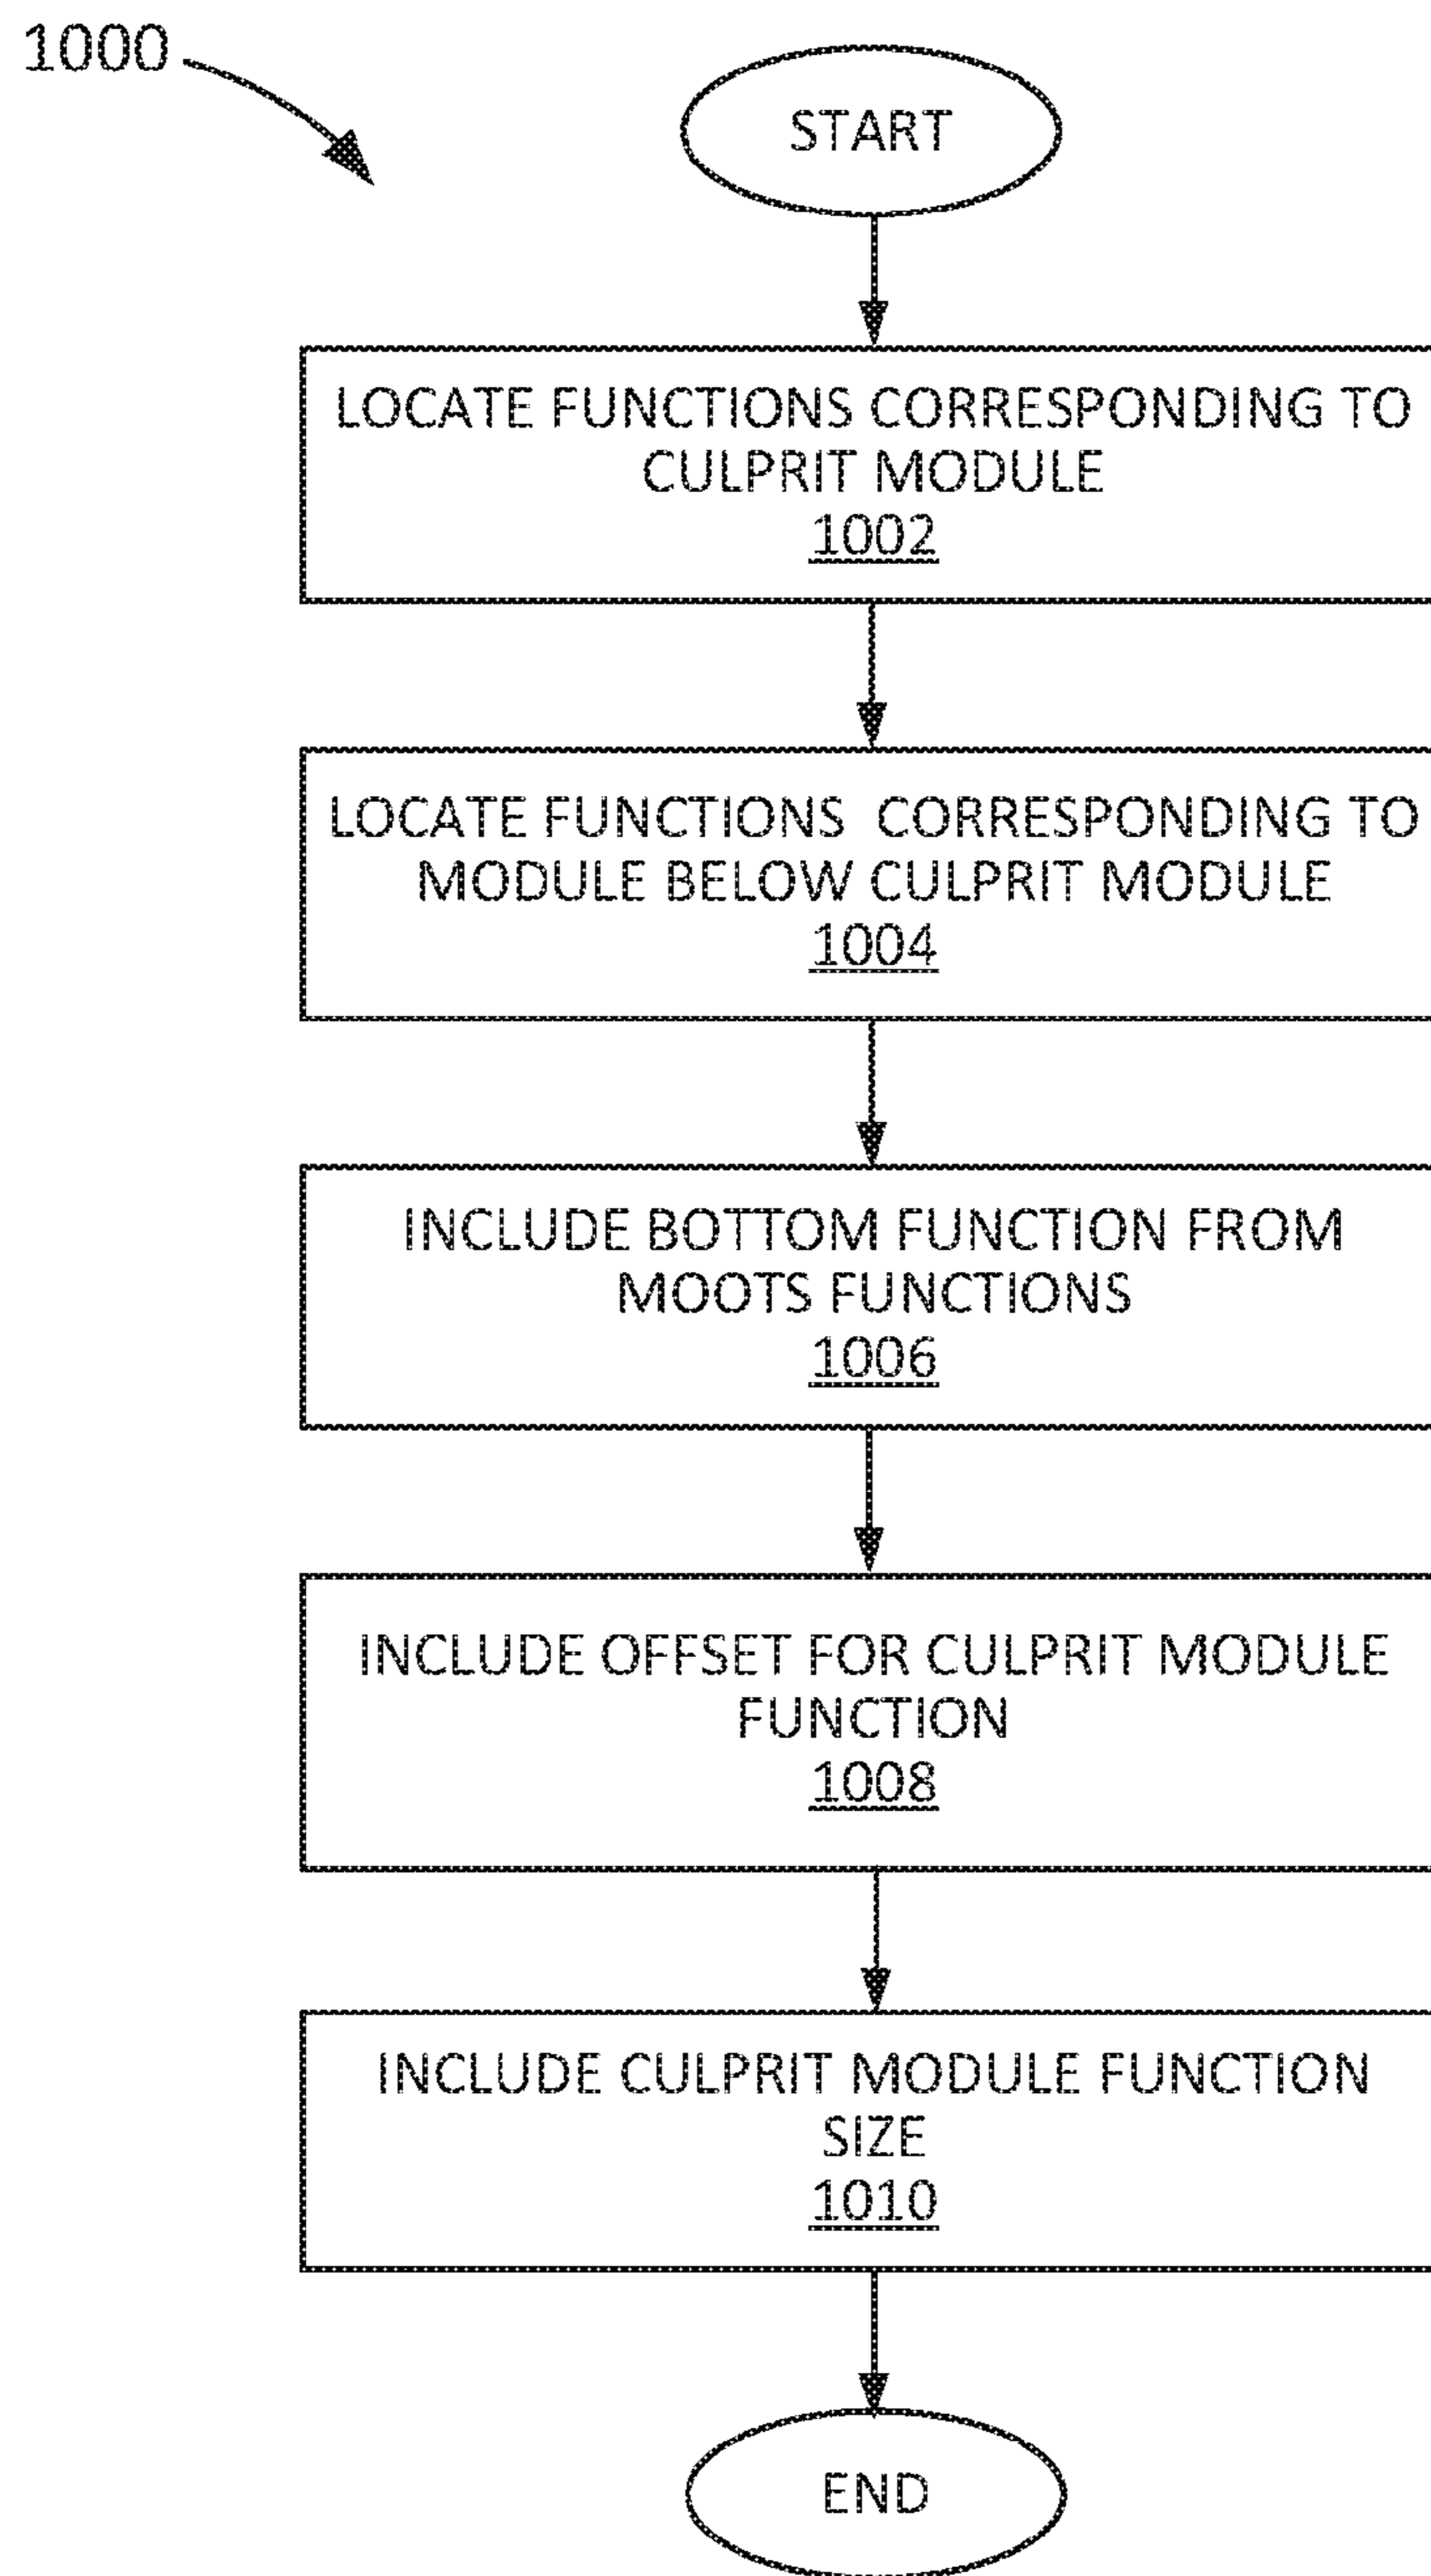 1000
START
LOCATE FUNCTIONS CORRESPONDING TO
CULPRIT MODULE
1002
LOCATE FUNCTIONS CORRESPONDING TO
MODULE BELOW CULPRIT MODULE
1004
INCLUDE BOTTOM FUNCTION FROM
MOOTS FUNCTIONS
1006
INCLUDE OFFSET FOR CULPRIT MODULE
FUNCTION
1008
INCLUDE CULPRIT MODULE FUNCTION
SIZE
1010
END